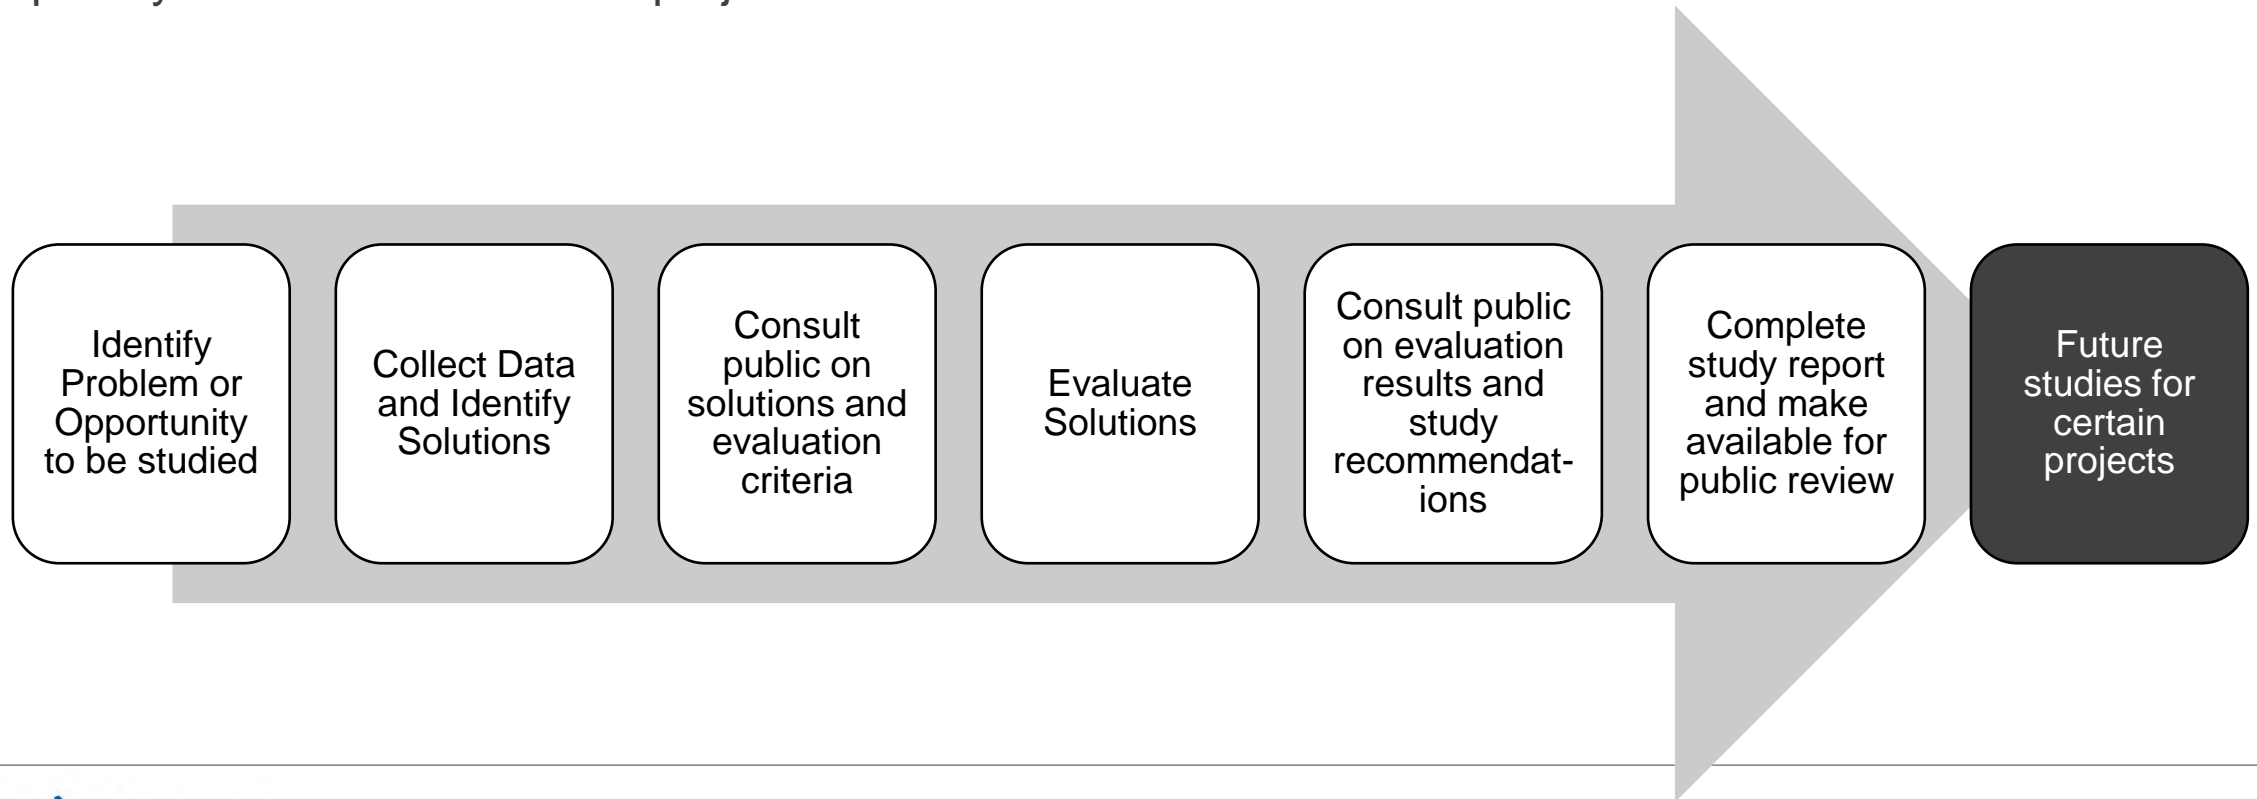 Identify
Problem or
Opportunity
to be studied
Collect Data
and Identify
Solutions
Consult
public on
solutions and
evaluation
criteria
Evaluate
Solutions
Consult public
on evaluation
results and
study
recommendat-
ions
Complete
study report
and make
available for
public review
Future
studies for
certain
projects